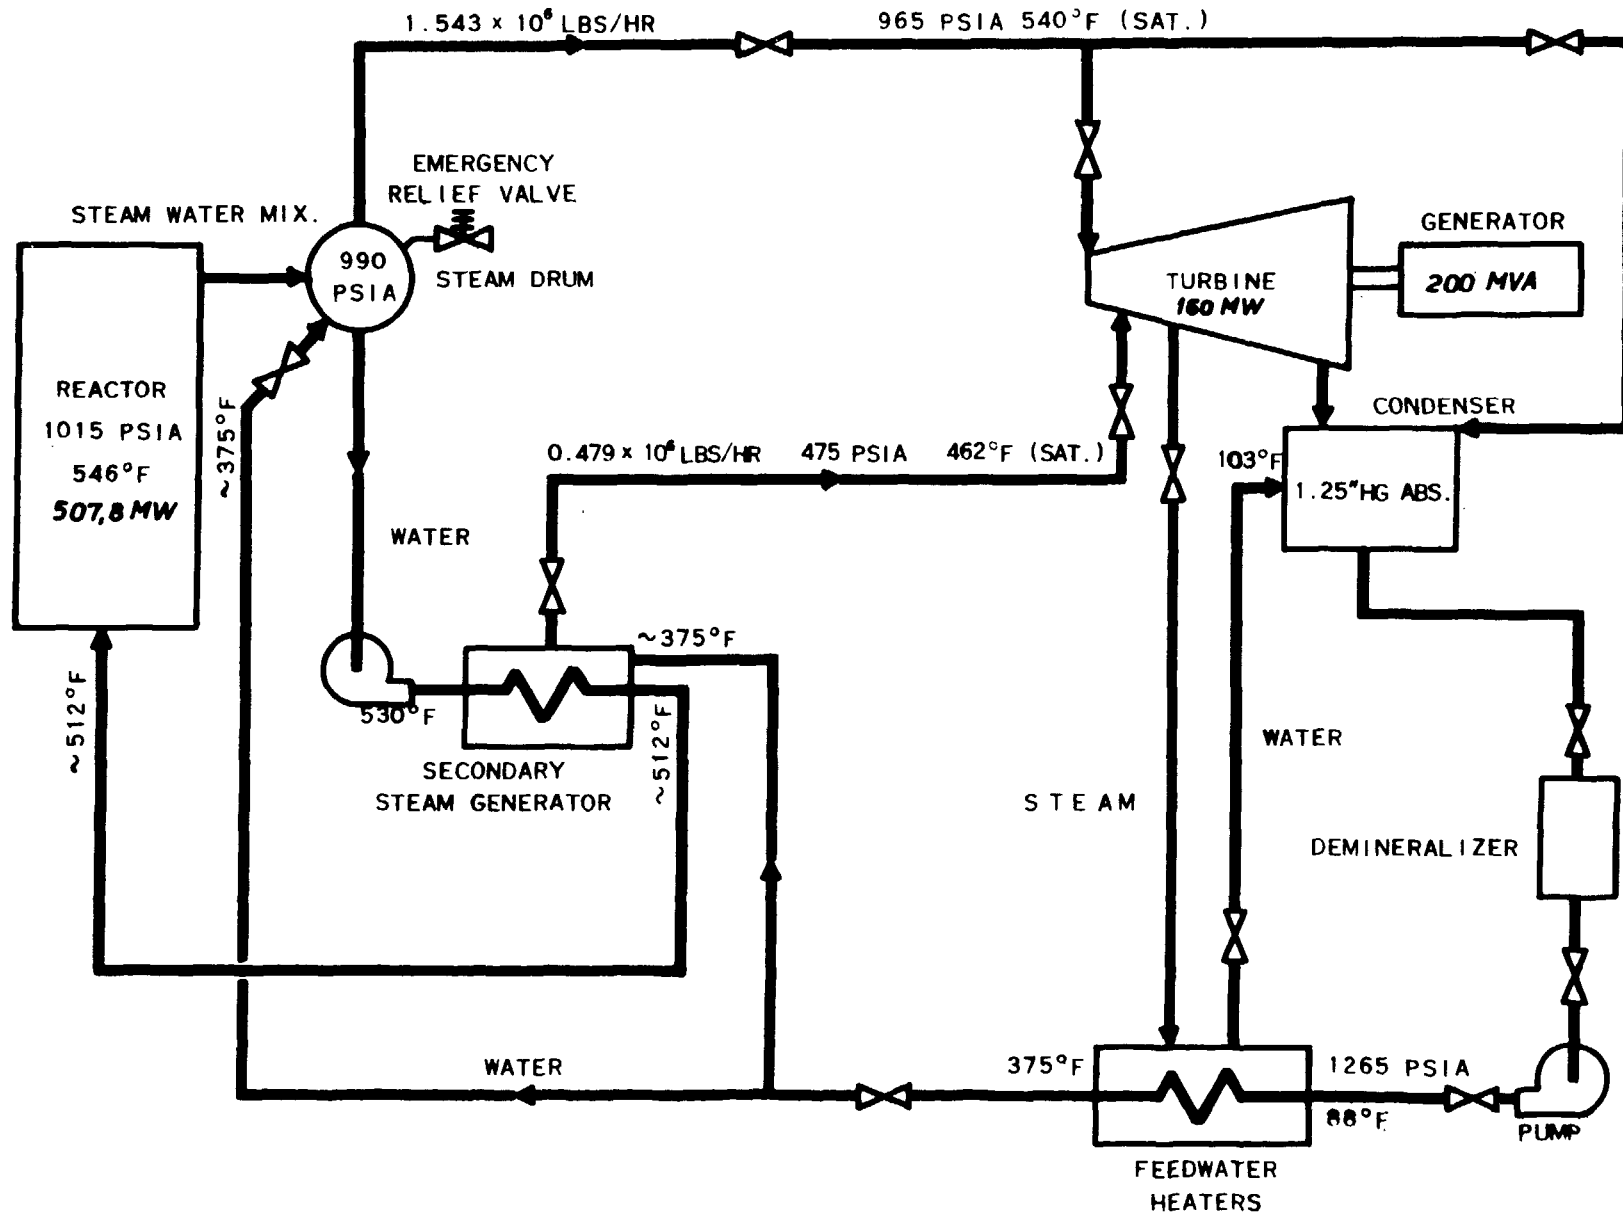 1.543 × 10⁶ LBS/HR
965 PSIA 540°F (SAT.)
EMERGENCY
RELIEF VALVE
STEAM WATER MIX.
990
PSIA
STEAM DRUM
GENERATOR
200 MVA
TURBINE
160 MW
REACTOR
1015 PSIA
546°F
507,8 MW
~375°F
CONDENSER
0.479 × 10⁶ LBS/HR 475 PSIA 462°F (SAT.)
103°F
1.25"HG ABS.
WATER
~375°F
530°F
~512°F
~512°F
SECONDARY
STEAM GENERATOR
WATER
STEAM
DEMINERALIZER
WATER
375°F
1265 PSIA
88°F
PUMP
FEEDWATER
HEATERS